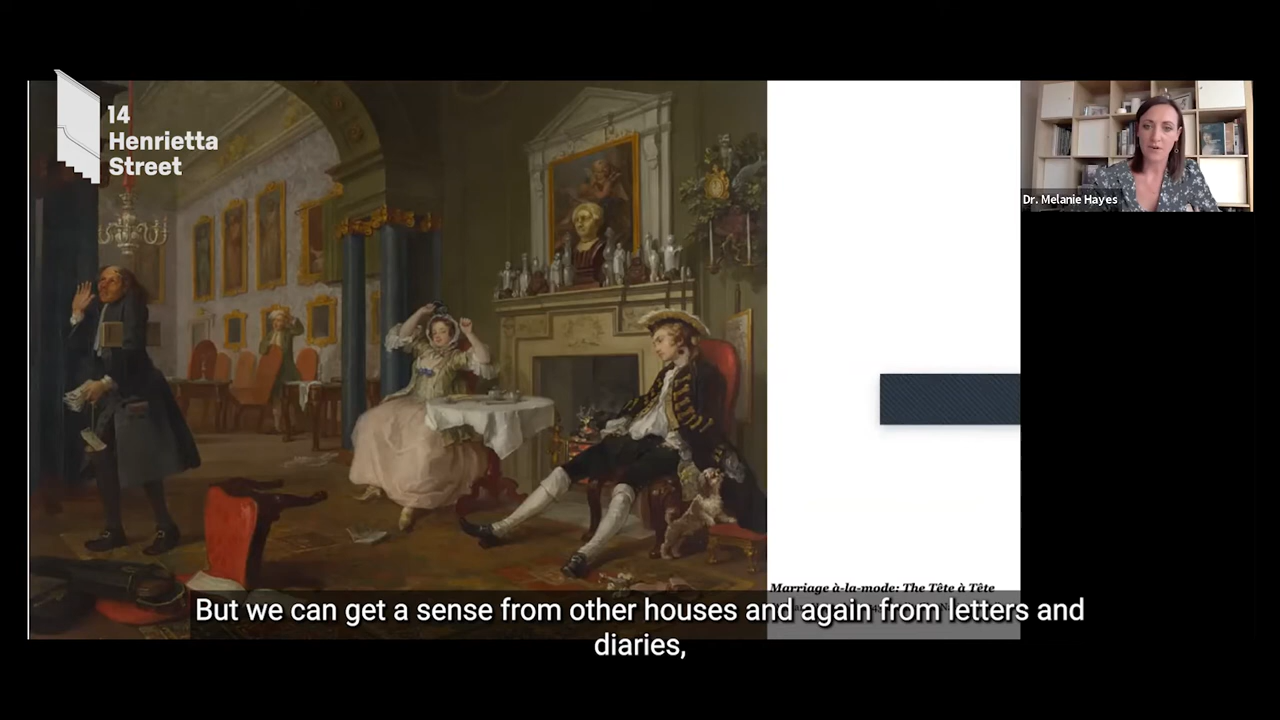 14
Henrietta
Street
Dr. Melanie Hayes
Marriage à-la-mode: The Tête à Tête
But we can get a sense from other houses and again from letters and
diaries,